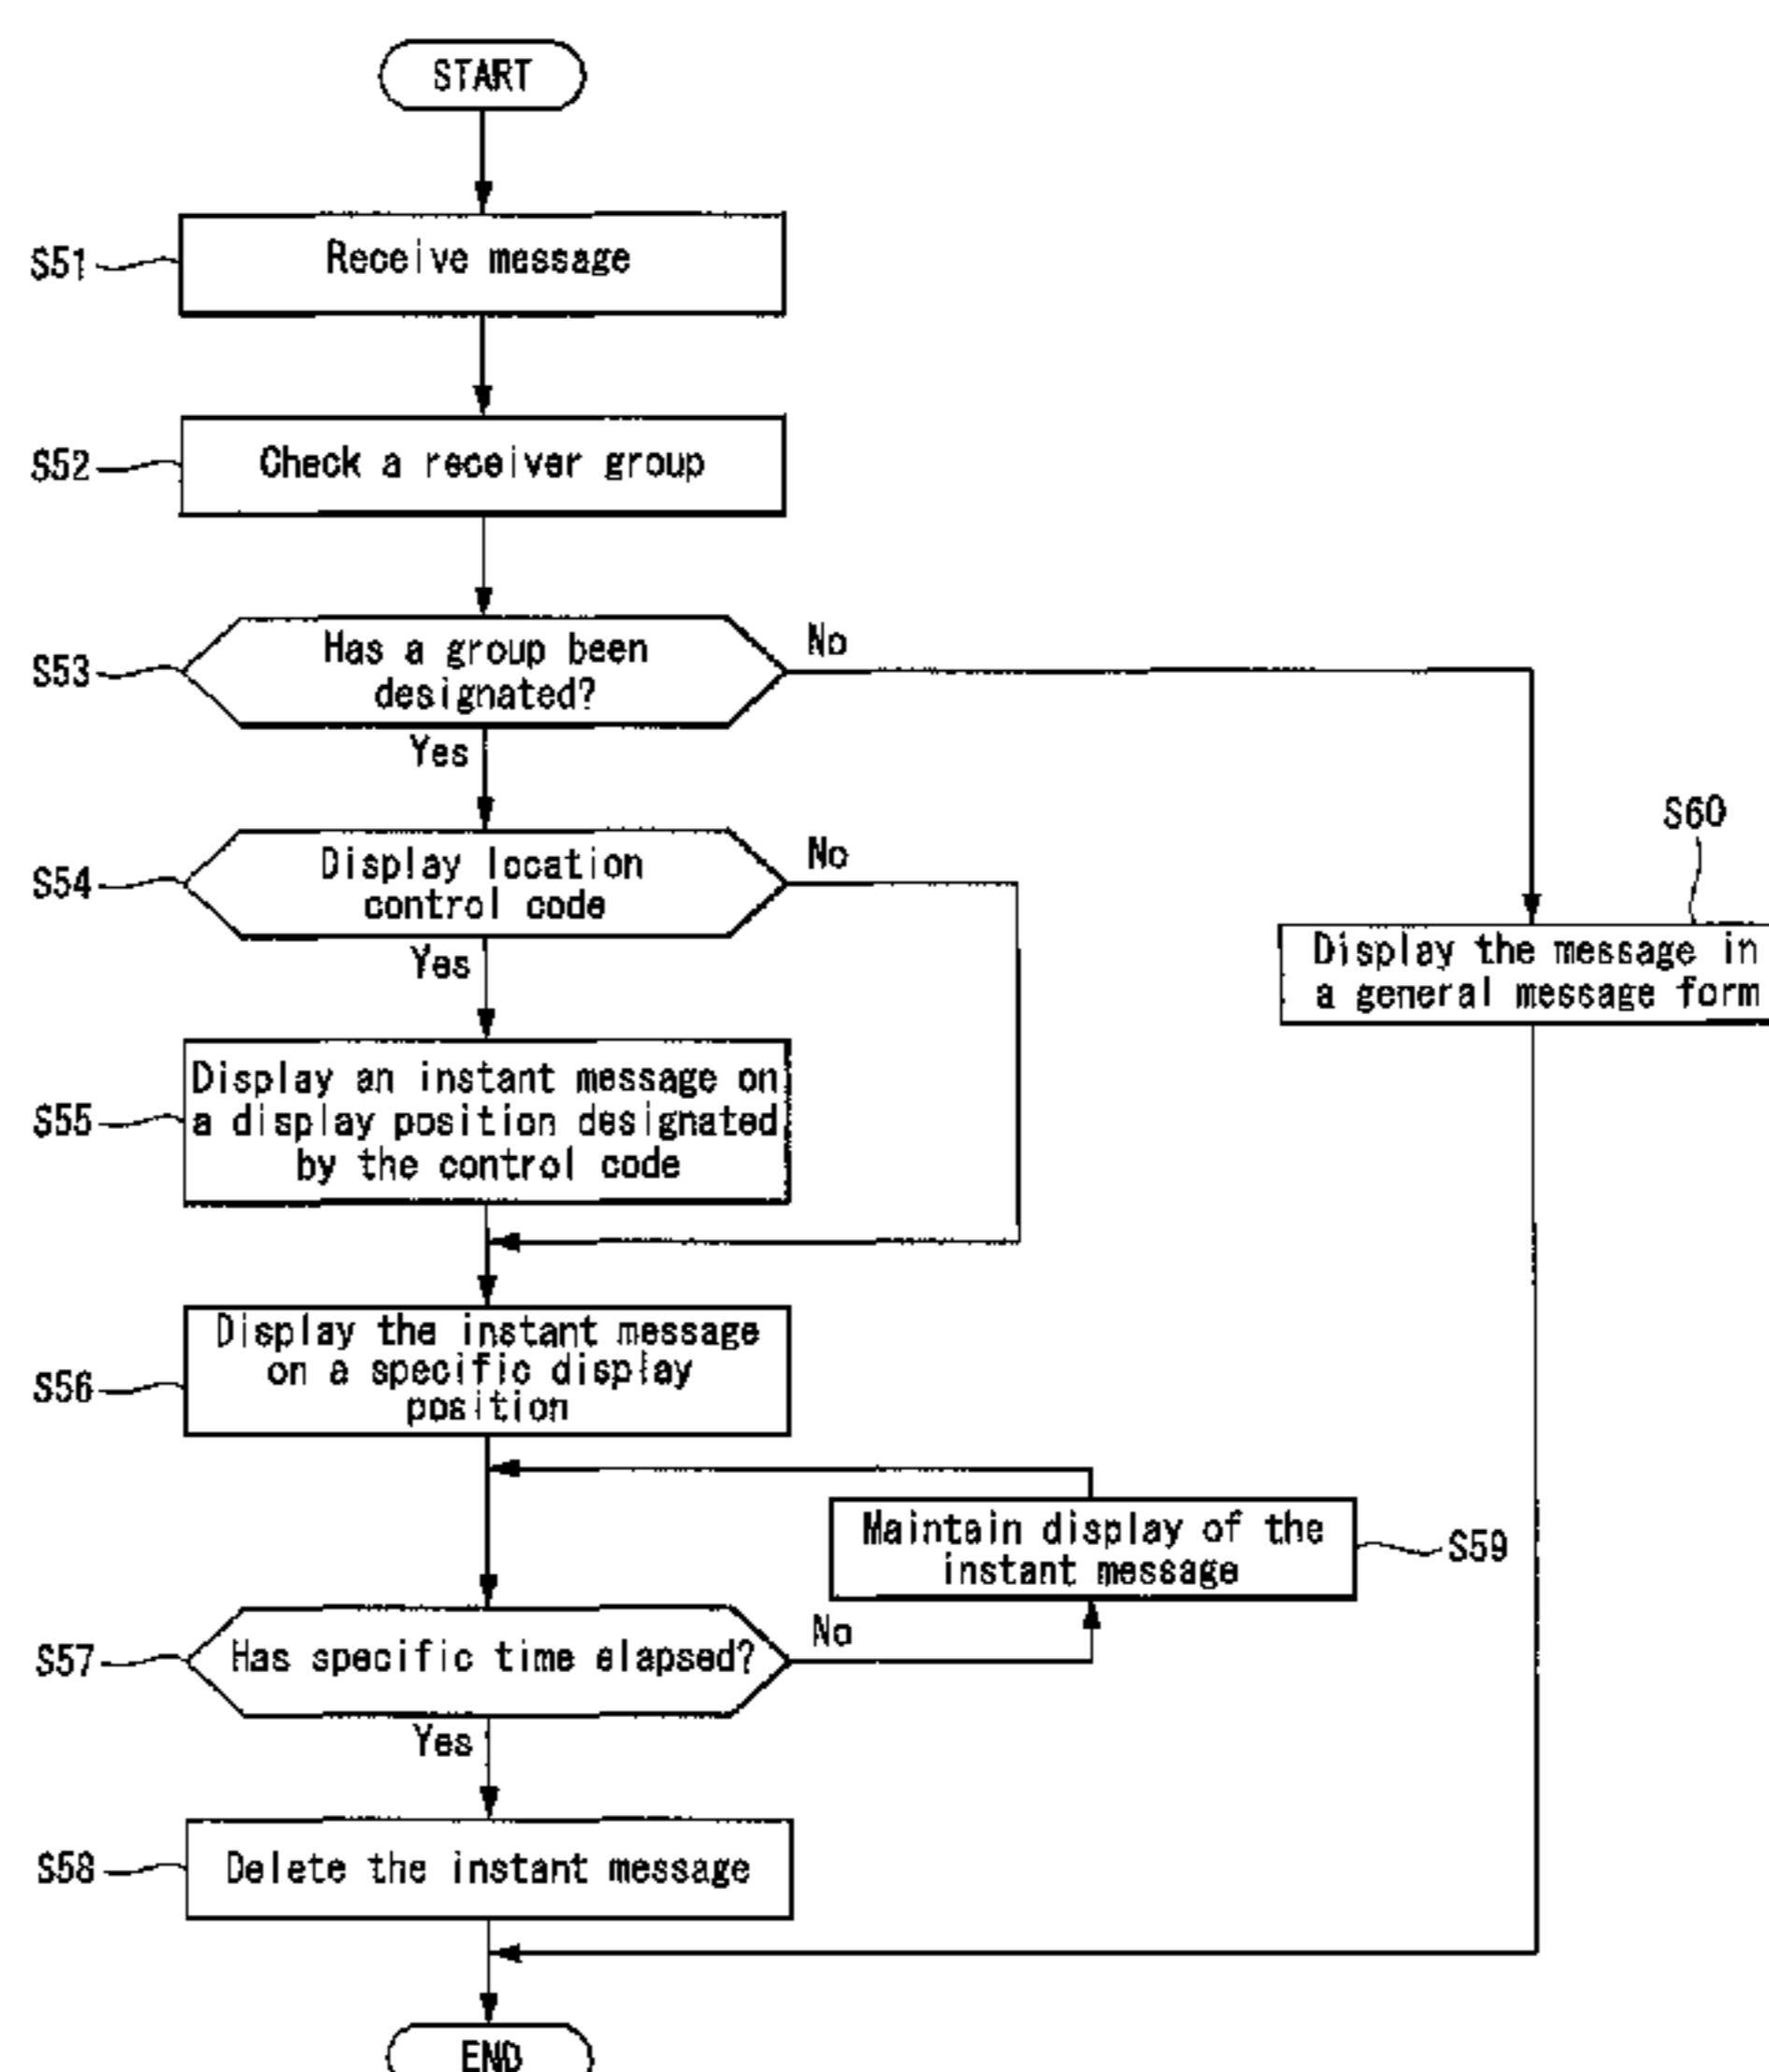 START
S51
Receive message
S52
Check a receiver group
S53
Has a group been
designated?
No
Yes
S54
Display location
control code
No
Yes
S60
Display the message in
a general message form
S55
Display an instant message on
a display position designated
by the control code
S56
Display the instant message
on a specific display
position
Maintain display of the
instant message
S59
S57
Has specific time elapsed?
No
Yes
S58
Delete the instant message
END